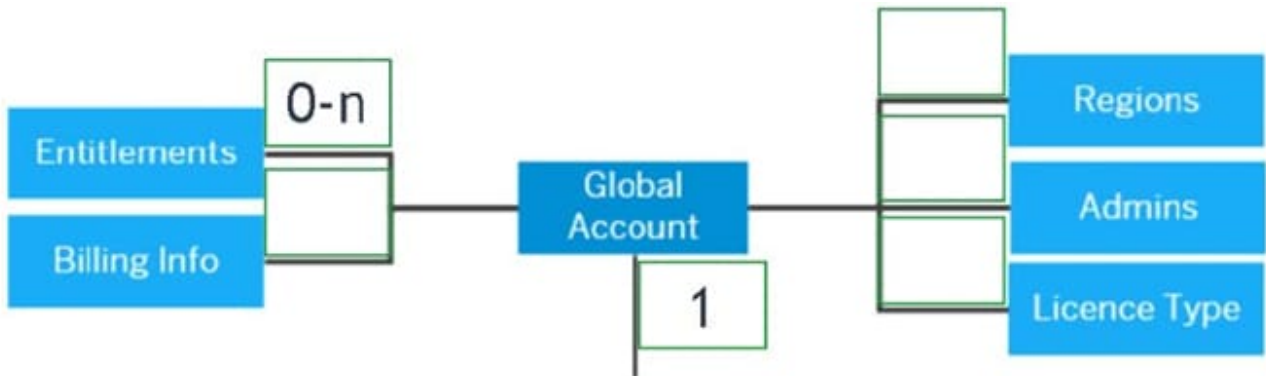 0-n
Entitlements
Billing Info
Global
Account
1
Regions
Admins
Licence Type